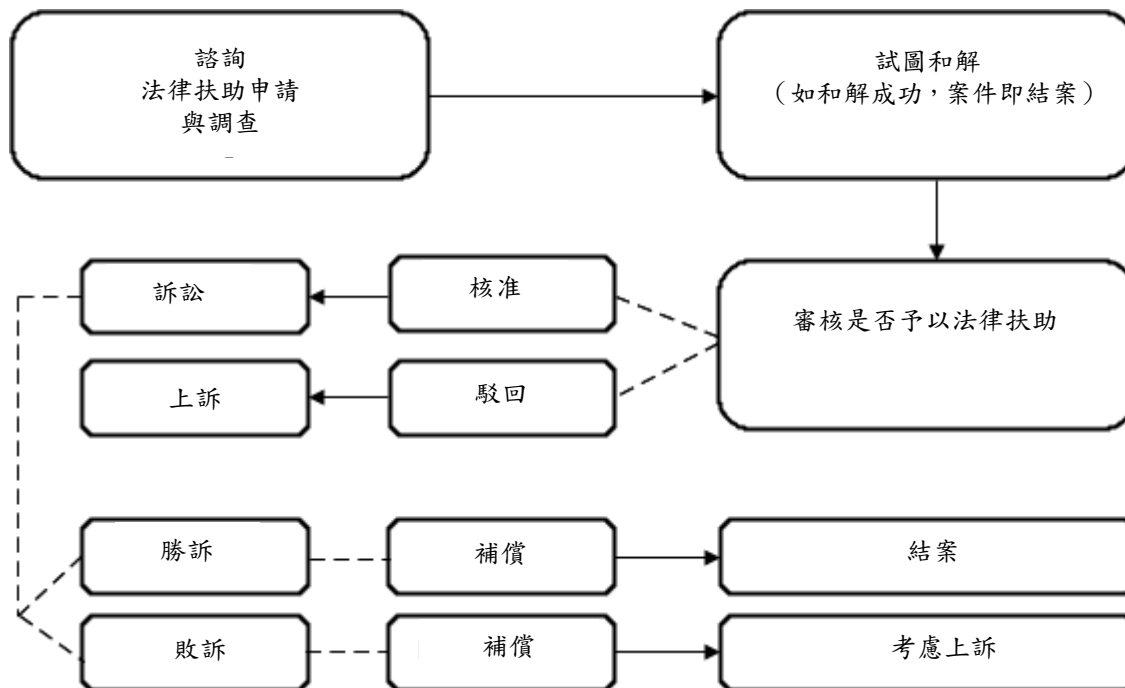 諮詢
法律扶助申請
與調查
試圖和解
（如和解成功，案件即結案）
訴訟
核准
審核是否予以法律扶助
上訴
駁回
勝訴
補償
結案
敗訴
補償
考慮上訴